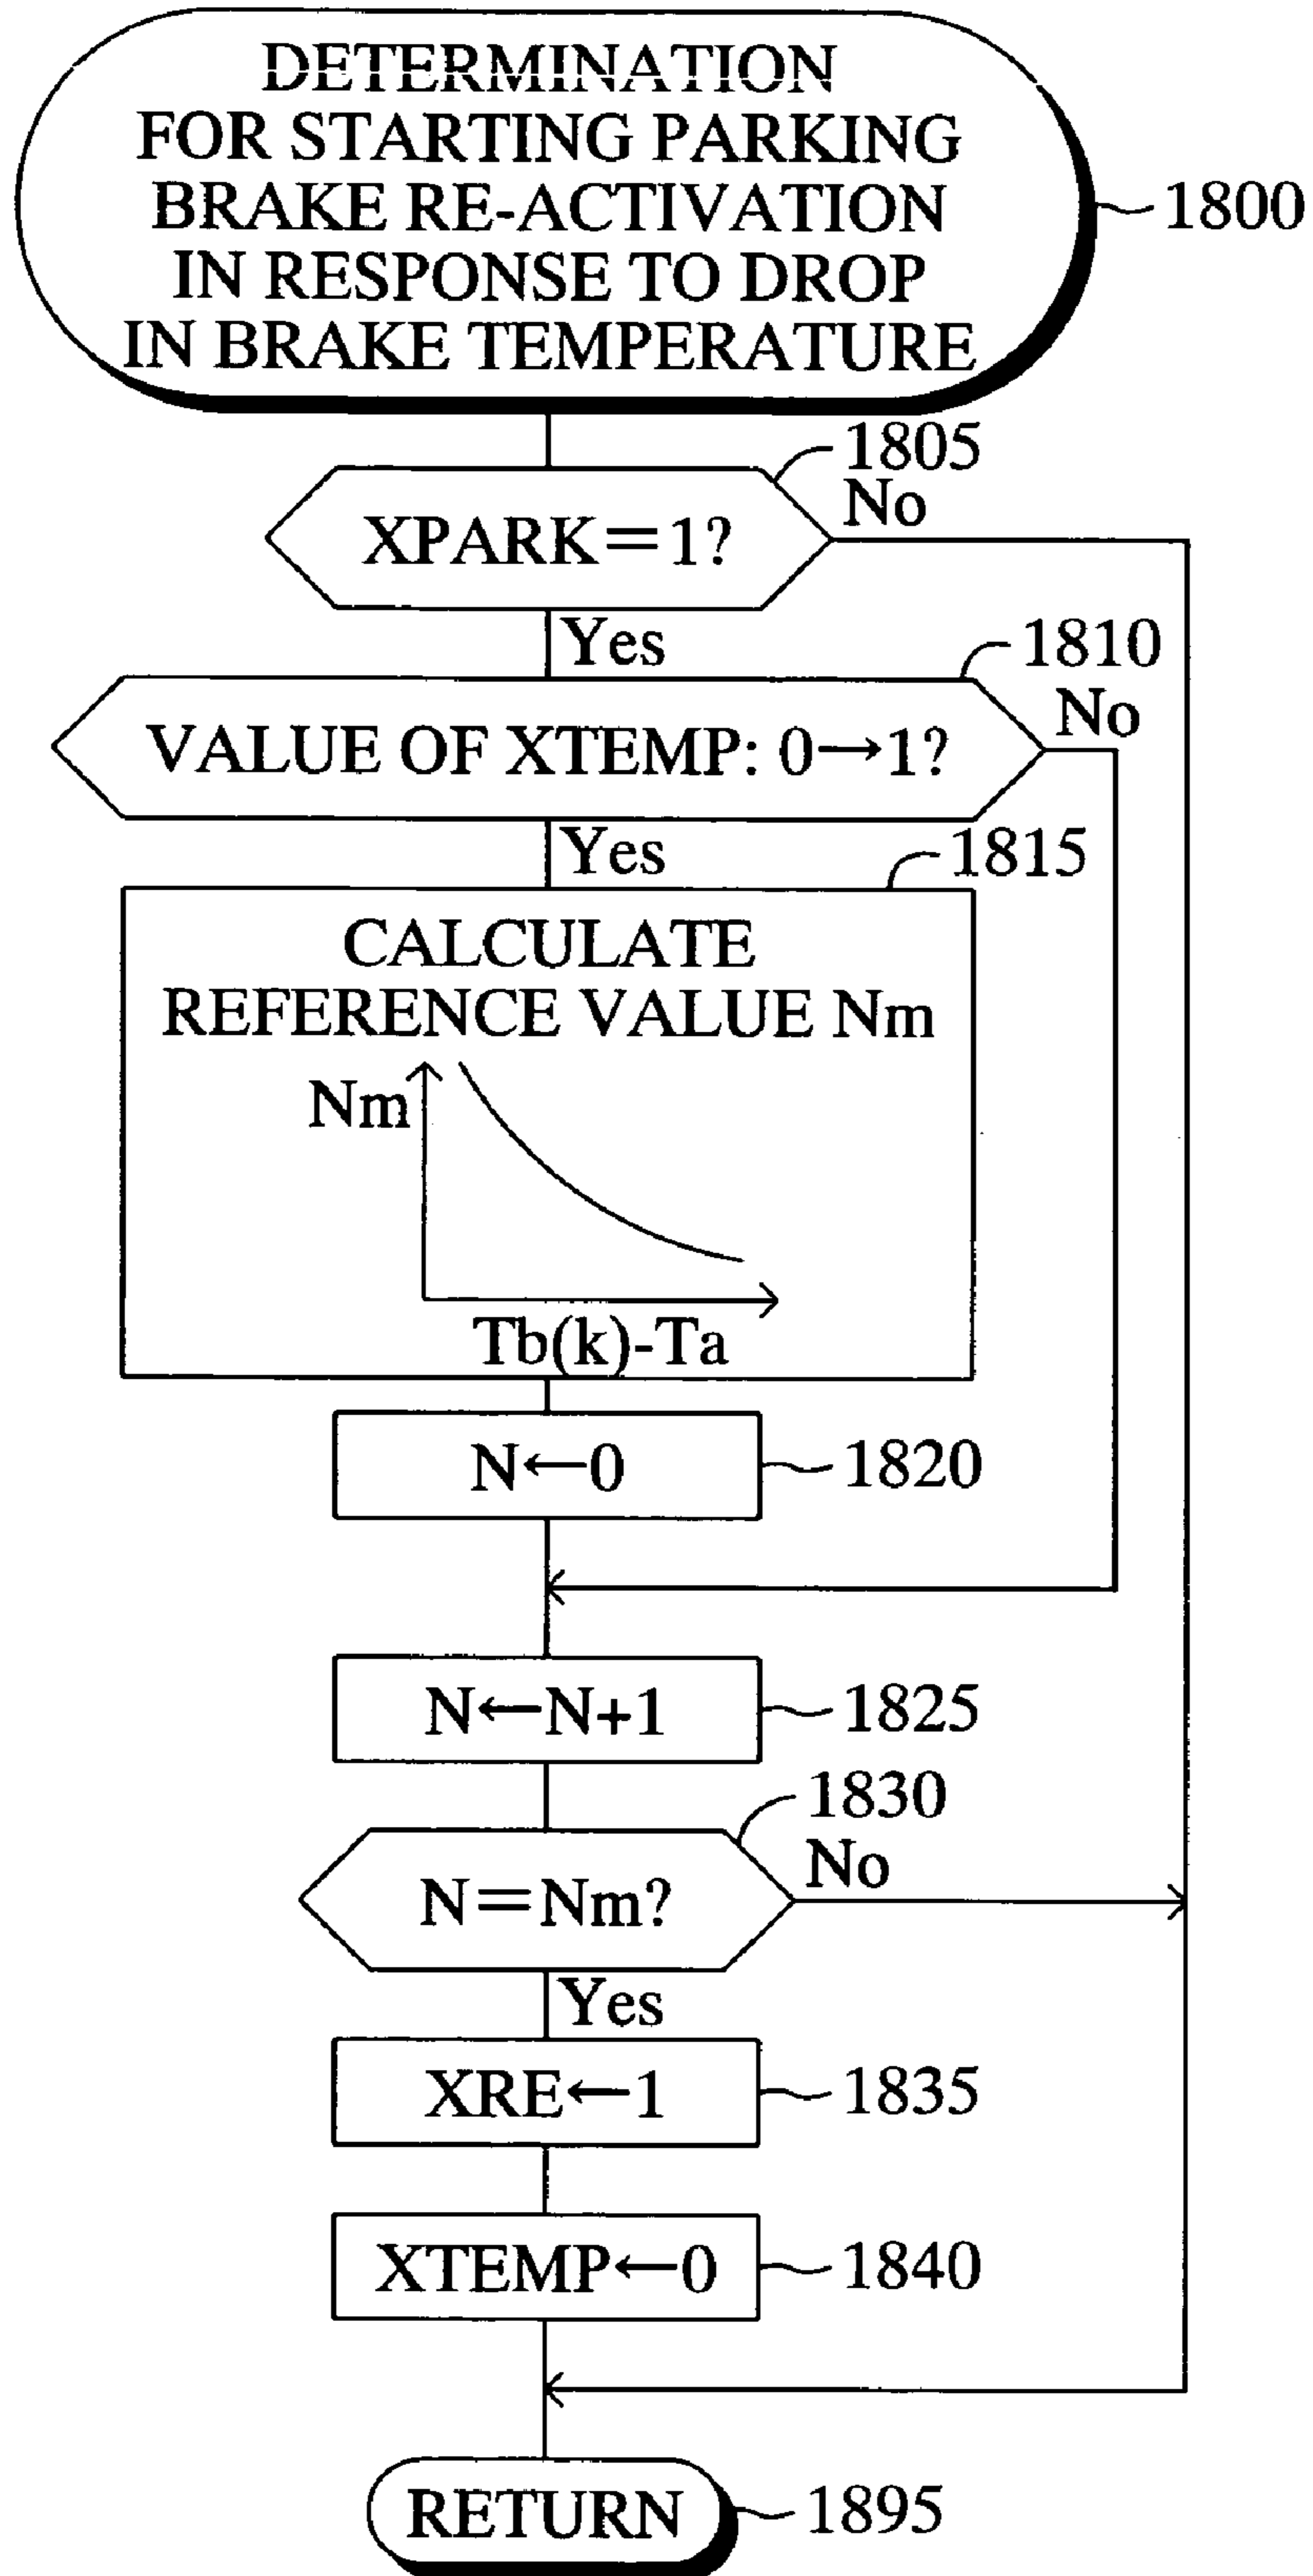 DETERMINATION
FOR STARTING PARKING
BRAKE RE-ACTIVATION
IN RESPONSE TO DROP
IN BRAKE TEMPERATURE
1800
1805
No
XPARK=1?
Yes
1810
No
VALUE OF XTEMP: 0→1?
Yes
1815
CALCULATE
REFERENCE VALUE Nm
Nm
Tb(k)-Ta
N←0
1820
N←N+1
1825
1830
No
N=Nm?
Yes
XRE←1
1835
XTEMP←0
1840
RETURN
1895